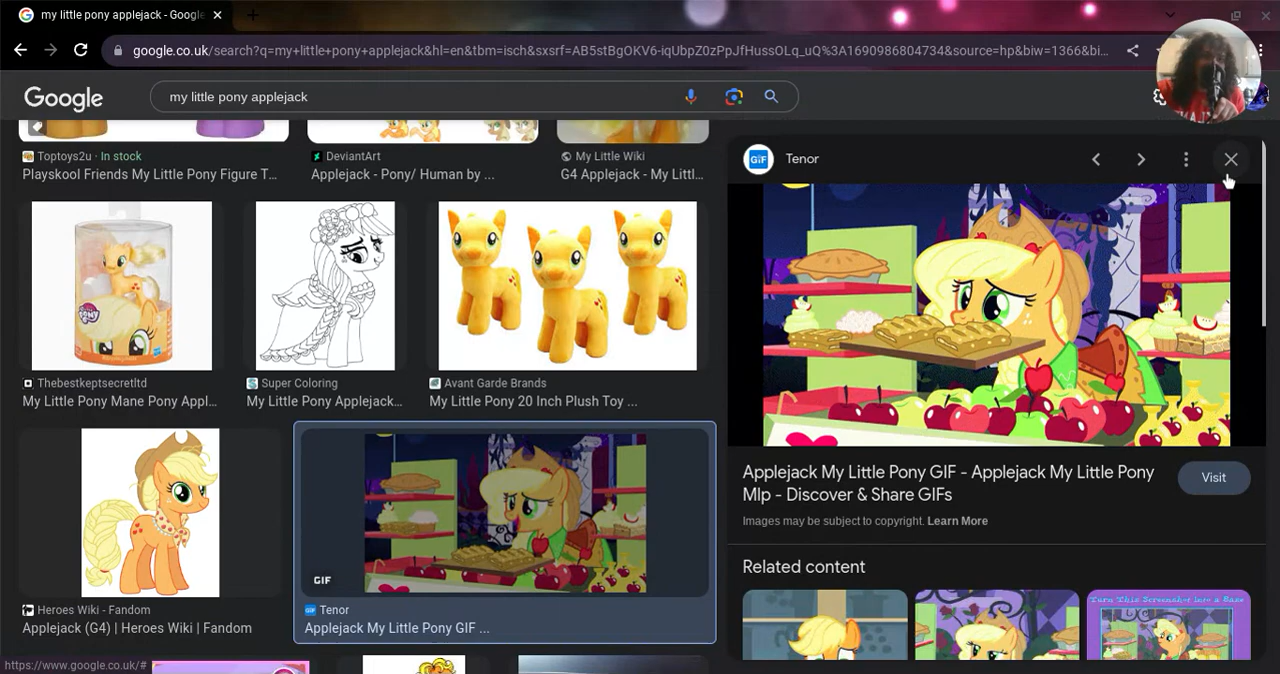 my little pony applejack - Google
google.co.uk/search?q=my+little+pony+applejack&hl=en&tbm=isch&sxsrf=AB5stBgOKV6-iqUbpZ0zPpJfHussOLq_uQ%3A1690986804734&source=hp&biw=1366&bi...
Google
my little pony applejack
Toptoys2u · In stock
Playskool Friends My Little Pony Figure T...
DeviantArt
Applejack - Pony/ Human by ...
My Little Wiki
G4 Applejack - My Littl...
GIF
Tenor
Thebestkeptsecretltd
My Little Pony Mane Pony Appl...
Super Coloring
My Little Pony Applejack...
Avant Garde Brands
My Little Pony 20 Inch Plush Toy ...
Applejack My Little Pony GIF - Applejack My Little Pony
Mlp - Discover & Share GIFs
Visit
Images may be subject to copyright. Learn More
Related content
Turn This Screenshot Into a Base
GIF
Heroes Wiki - Fandom
Applejack (G4) | Heroes Wiki | Fandom
Tenor
Applejack My Little Pony GIF ...
https://www.google.co.uk/#